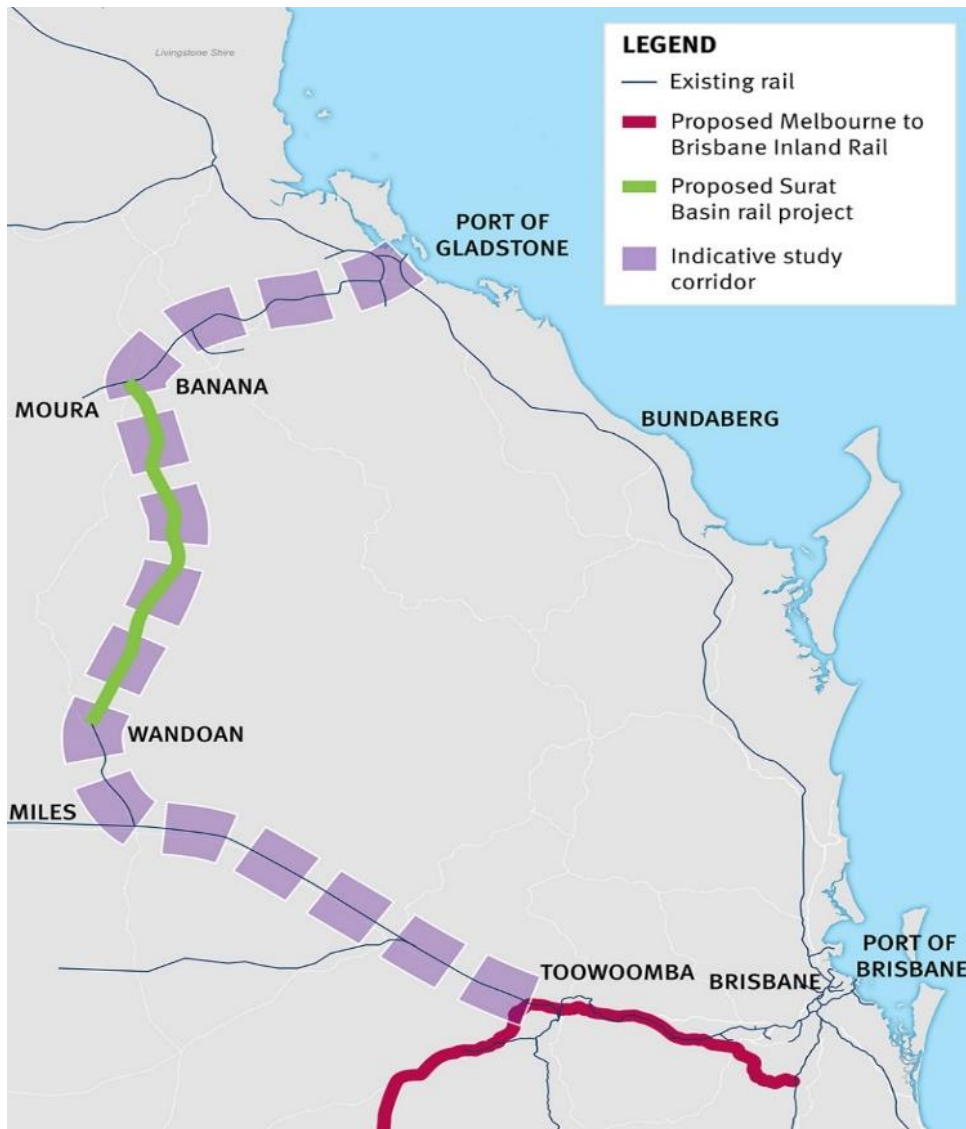 Livingstone Shire
LEGEND
Existing rail
Proposed Melbourne to
Brisbane Inland Rail
Proposed Surat
Basin rail project
Indicative study
corridor
PORT OF
GLADSTONE
BANANA
MOURA
BUNDABERG
WANDOAN
MILES
TOOWOOMBA
BRISBANE
PORT OF
BRISBANE